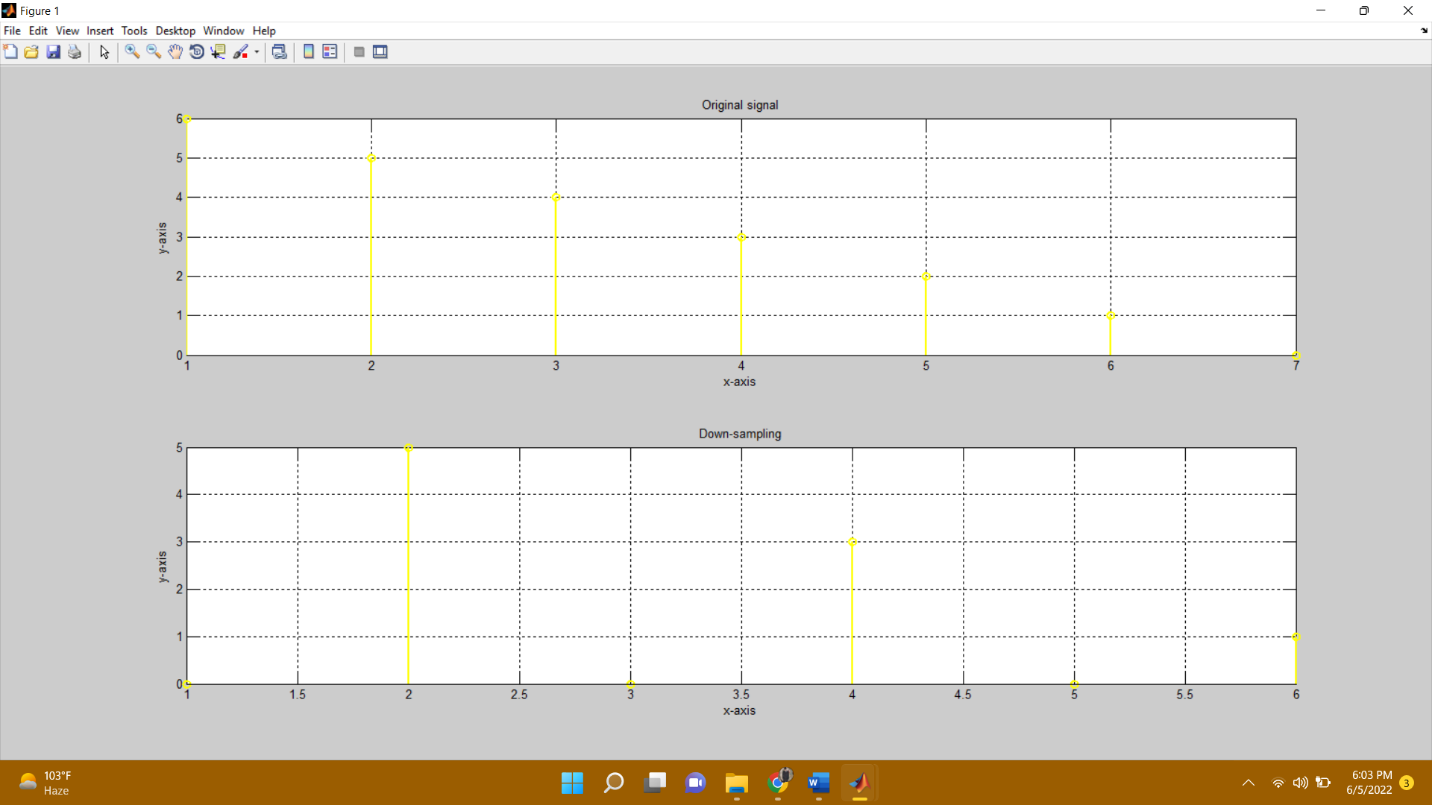 Figure 1
File Edit View Insert Tools Desktop Window Help
Original signal
6
5
4
3
2
1
0
y-axis
1 2 3 4 5 6 7
x-axis
Down-sampling
5
4
3
2
1
0
y-axis
1 1.5 2 2.5 3 3.5 4 4.5 5 5.5 6
x-axis
103°F
Haze
6:03 PM
6/5/2022
3